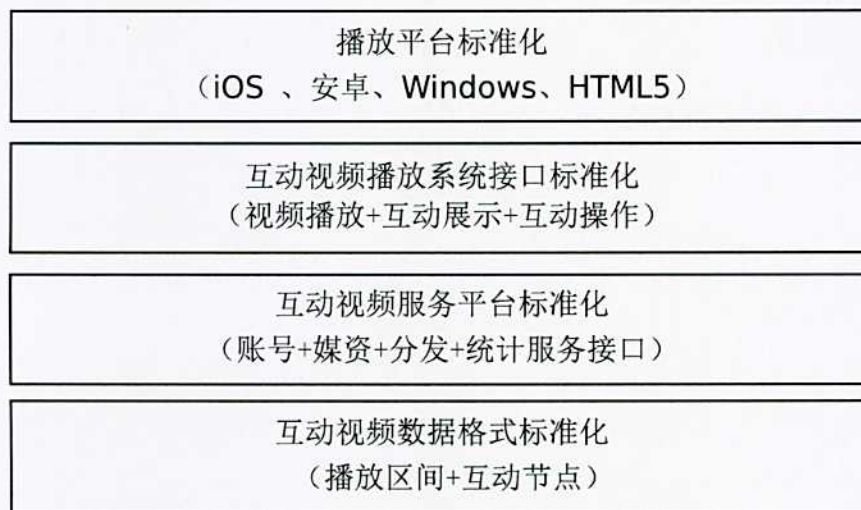 播放平台标准化
（iOS 、安卓、Windows、HTML5）
互动视频播放系统接口标准化
（视频播放+互动展示+互动操作）
互动视频服务平台标准化
（账号+媒资+分发+统计服务接口）
互动视频数据格式标准化
（播放区间+互动节点）